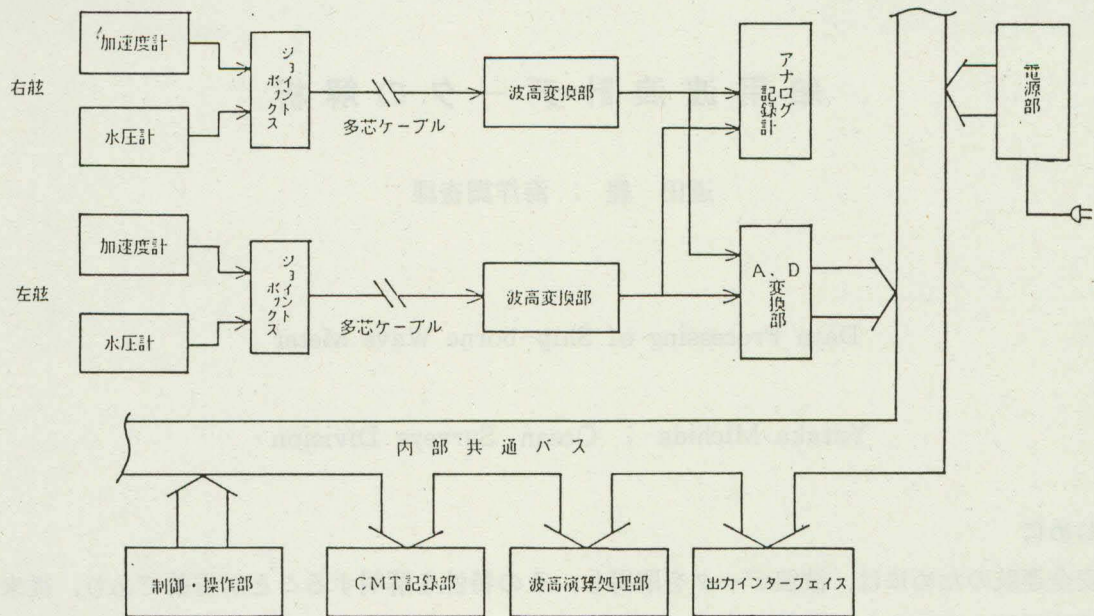 右舷
加速度計
水圧計
ジョイントボックス
多芯ケーブル
波高変換部
アナログ記録計
電源部
左舷
加速度計
水圧計
ジョイントボックス
多芯ケーブル
波高変換部
A、D変換部
Data Processing of Ship-borne Wave Meter
Ocean Surveys Division
内部共通バス
制御・操作部
CMT記録部
波高演算処理部
出力インターフェイス